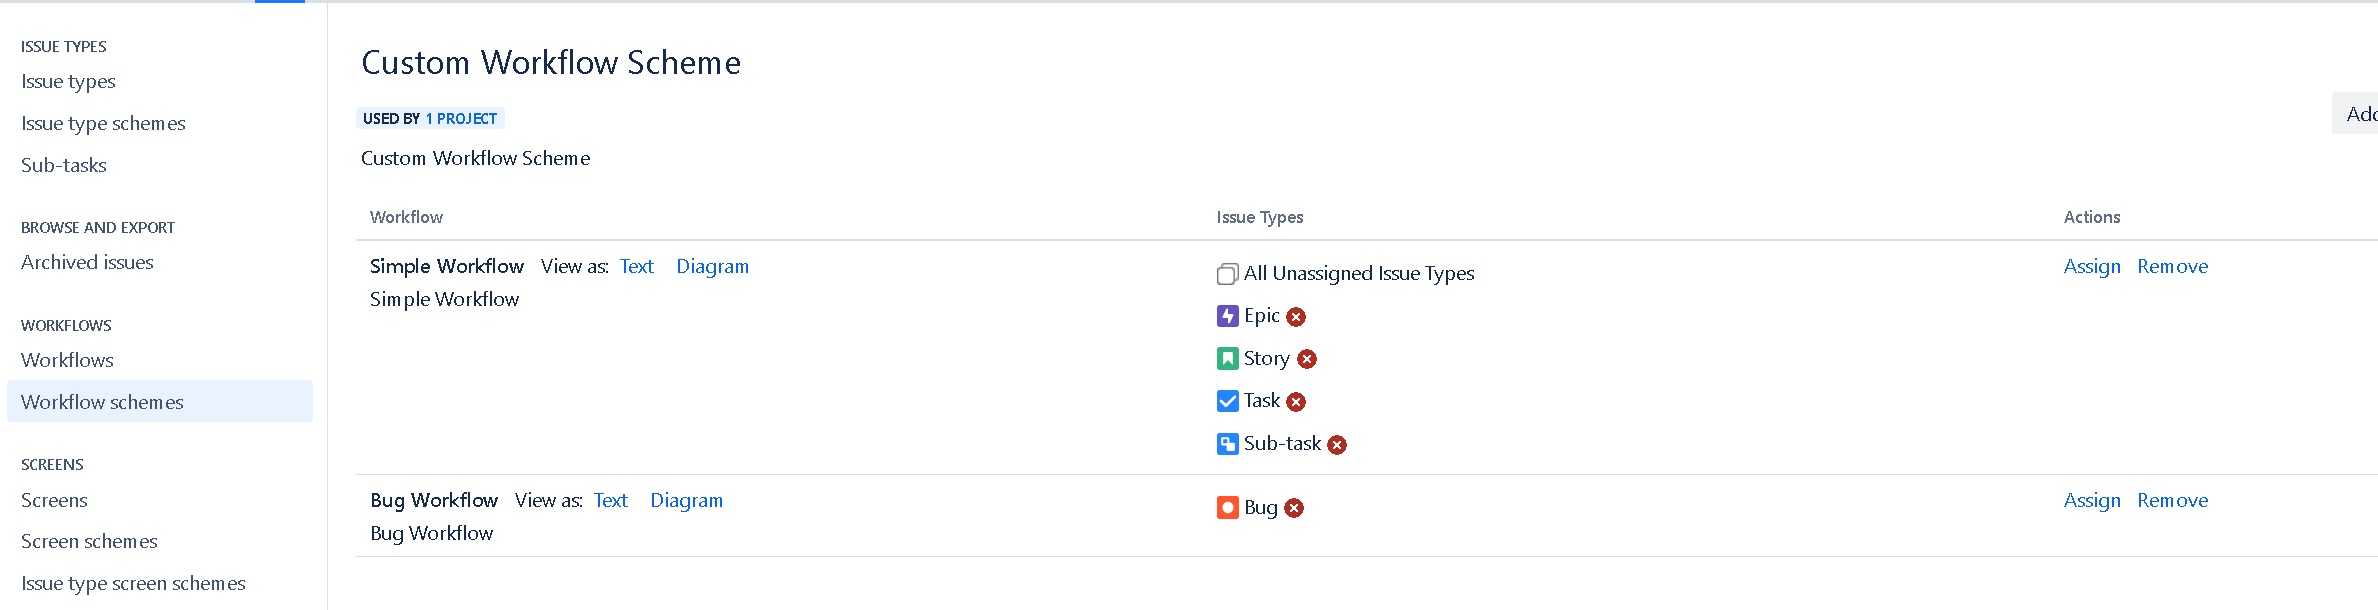 ISSUE TYPES
Issue types
Issue type schemes
Sub-tasks
BROWSE AND EXPORT
Archived issues
WORKFLOWS
Workflows
Workflow schemes
SCREENS
Screens
Screen schemes
Issue type screen schemes
Custom Workflow Scheme
USED BY 1 PROJECT
Custom Workflow Scheme
Workflow Issue Types Actions
Simple Workflow View as: Text Diagram
Simple Workflow
All Unassigned Issue Types
Epic
Story
Task
Sub-task
Assign Remove
Bug Workflow View as: Text Diagram
Bug Workflow
Bug
Assign Remove